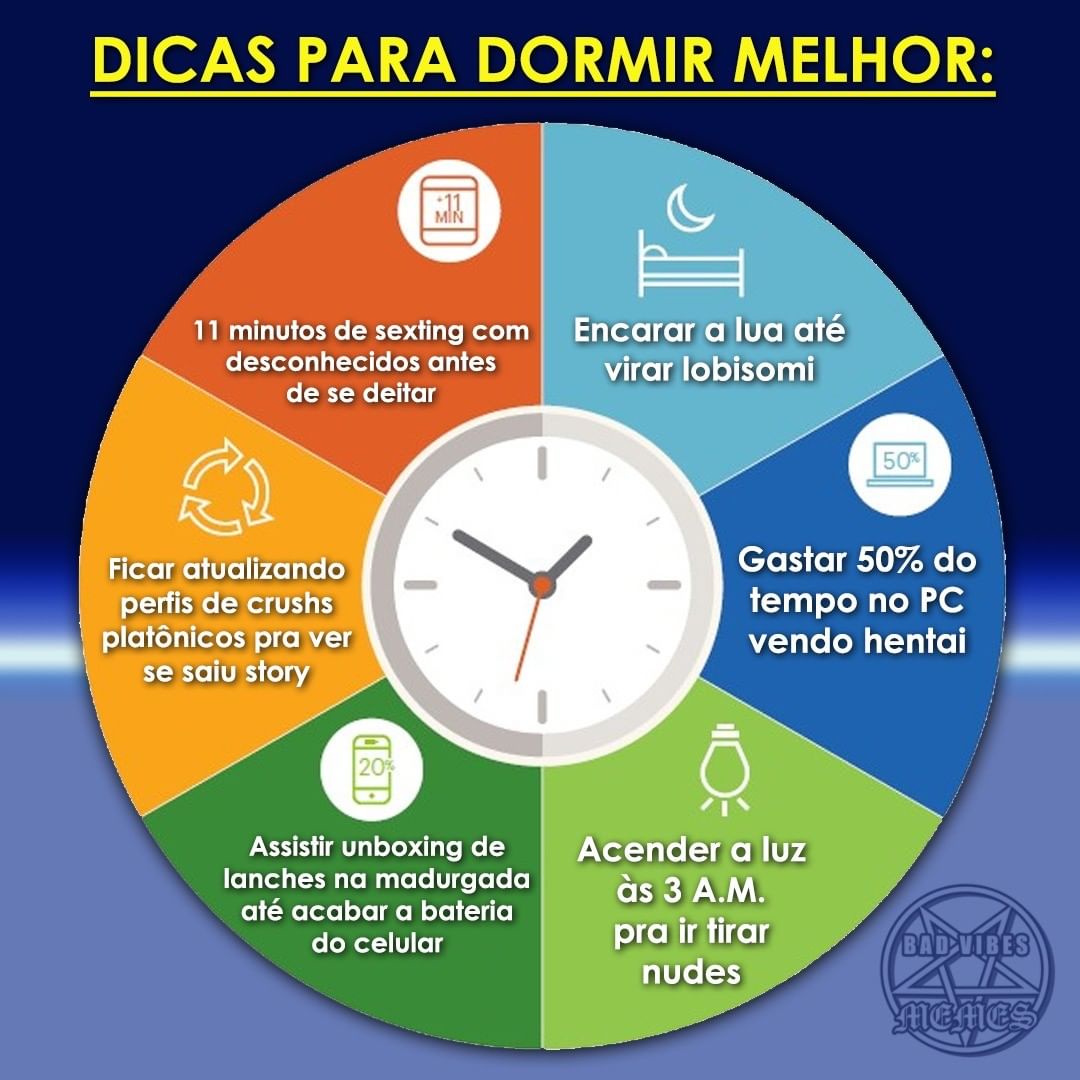 DICAS PARA DORMIR MELHOR:
+11
MIN
11 minutos de sexting com
desconhecidos antes
de se deitar
Encarar a lua até
virar lobisomi
50%
Gastar 50% do
tempo no PC
vendo hentai
Ficar atualizando
perfis de crushs
platônicos pra ver
se saiu story
20%
Assistir unboxing de
lanches na madurgada
até acabar a bateria
do celular
Acender a luz
às 3 A.M.
pra ir tirar
nudes
BAD VIBES
MEMES